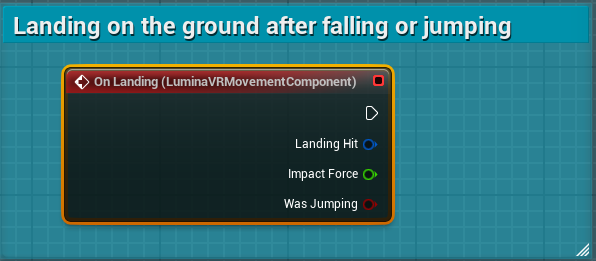 Landing on the ground after falling or jumping
On Landing (LuminaVRMovementComponent)
Landing Hit
Impact Force
Was Jumping